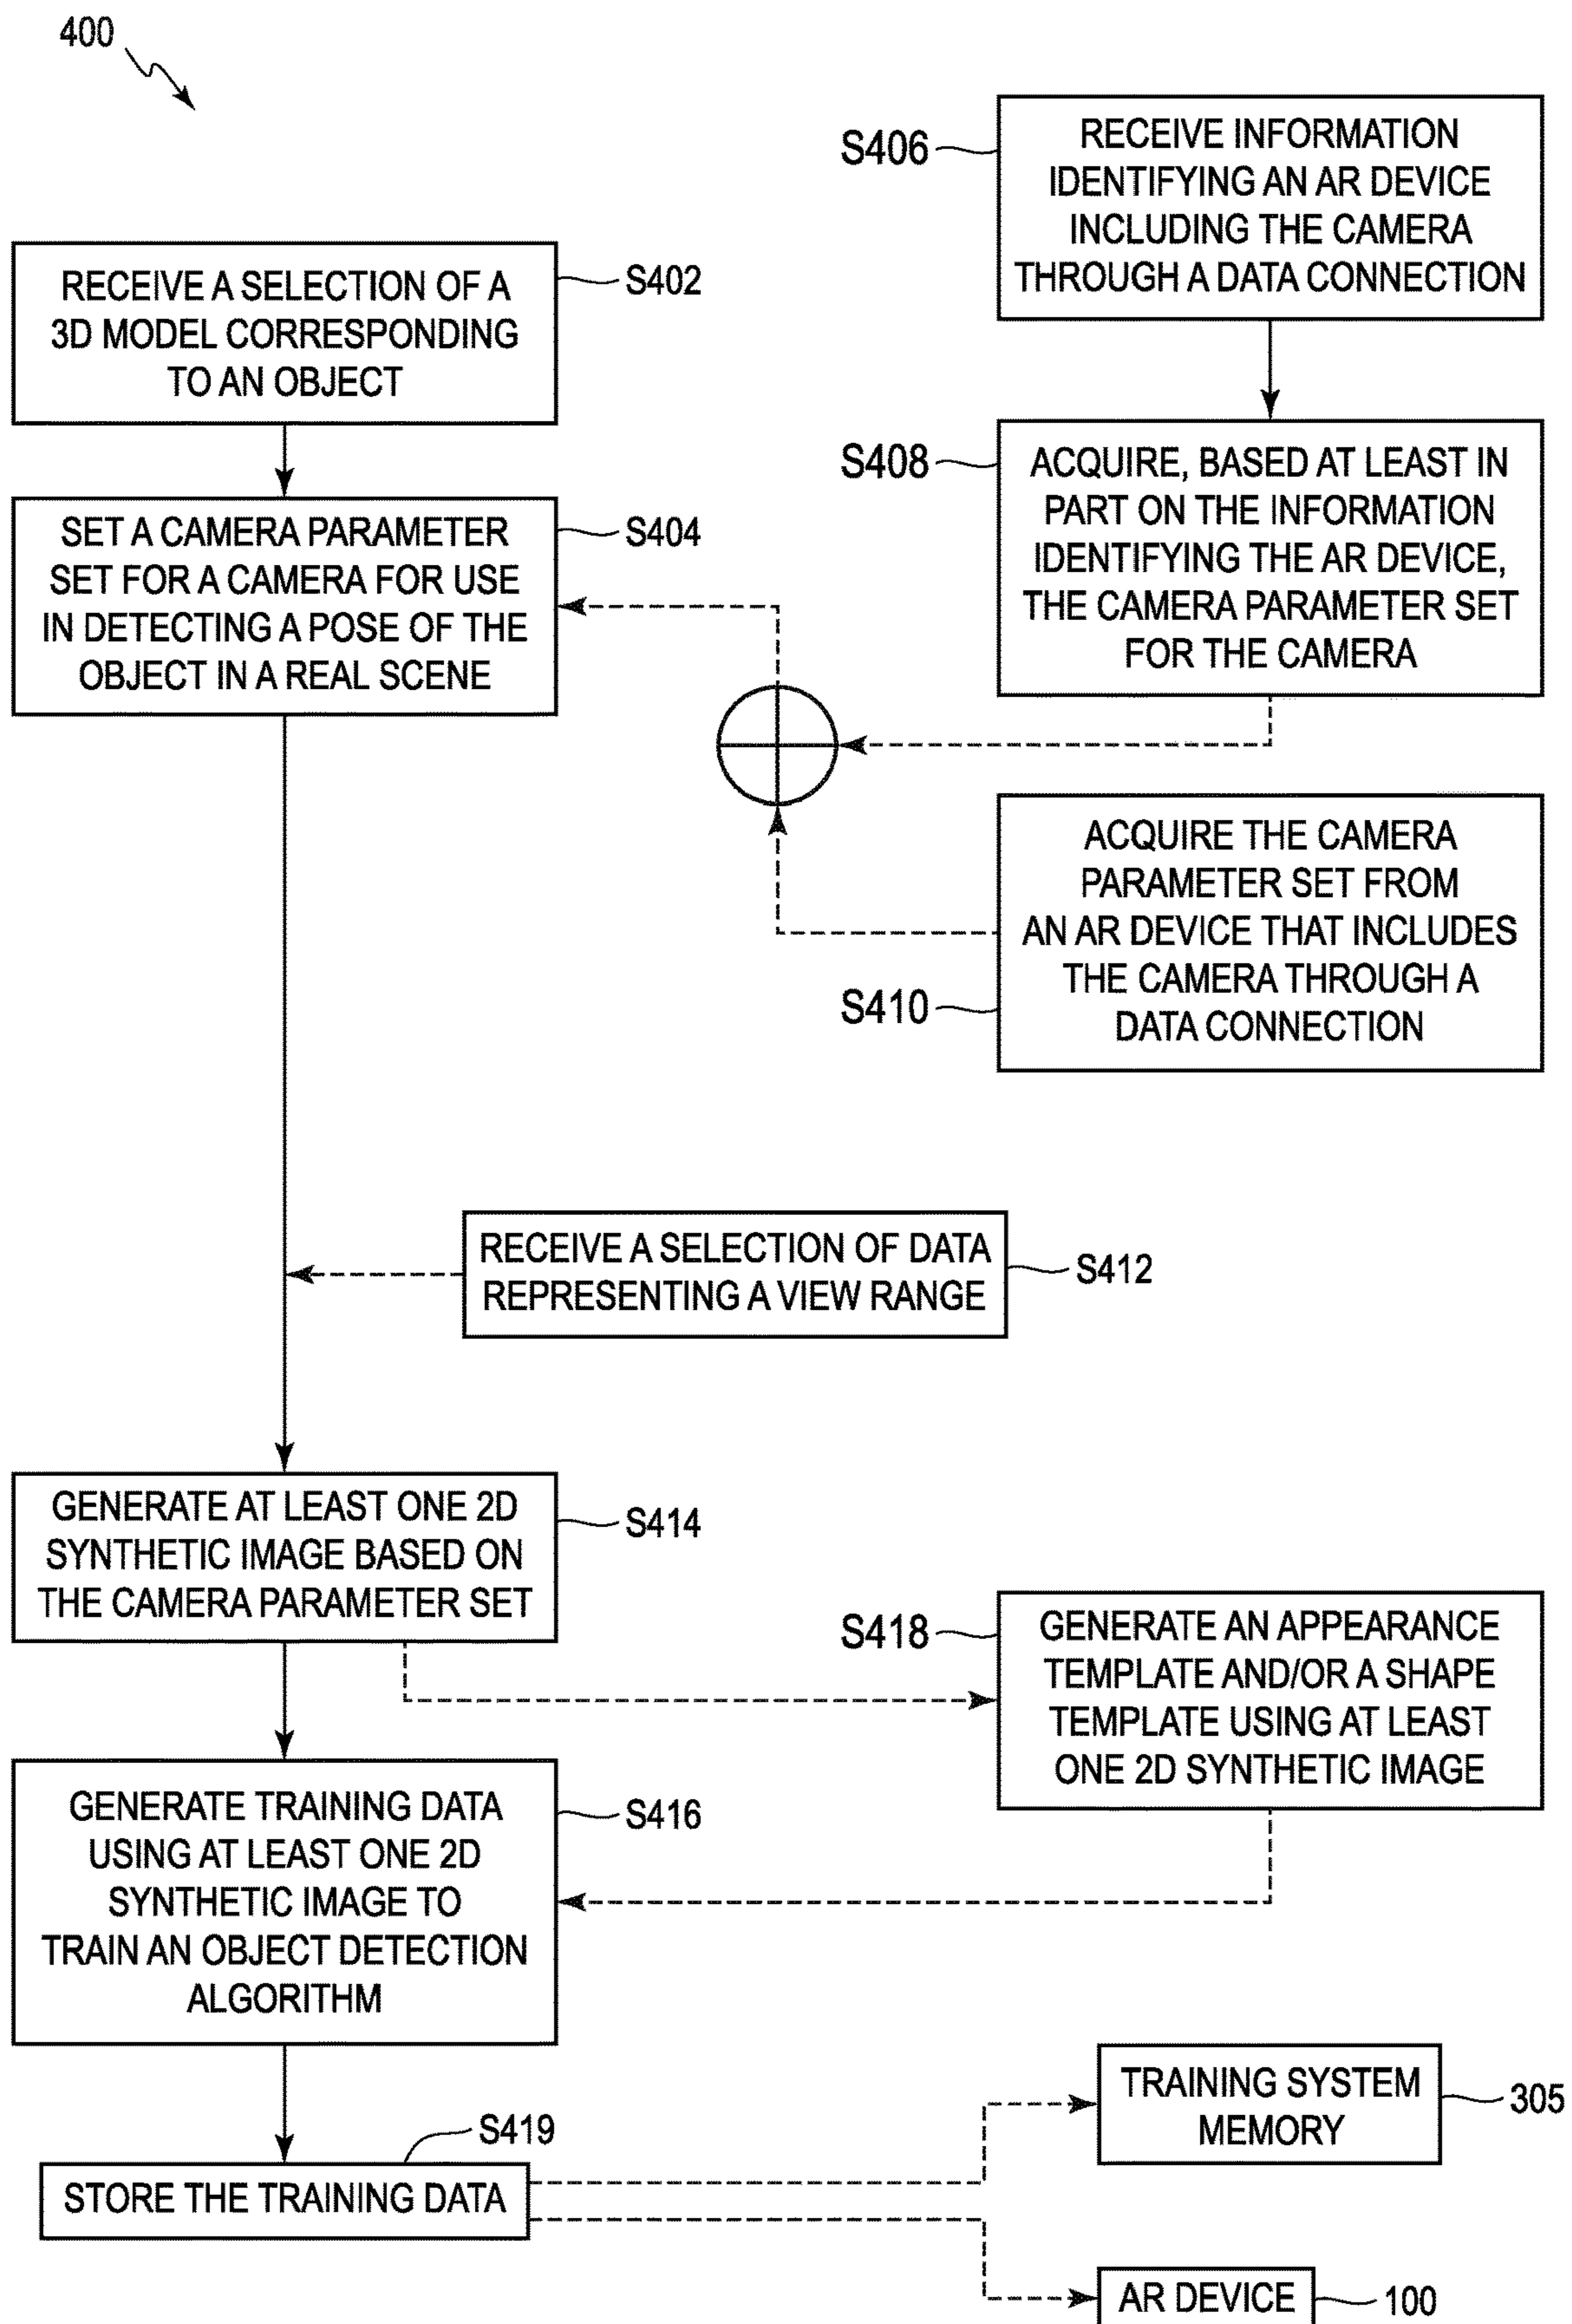 400
RECEIVE INFORMATION
IDENTIFYING AN AR DEVICE
INCLUDING THE CAMERA
THROUGH A DATA CONNECTION
S406
RECEIVE A SELECTION OF A
3D MODEL CORRESPONDING
TO AN OBJECT
S402
ACQUIRE, BASED AT LEAST IN
PART ON THE INFORMATION
IDENTIFYING THE AR DEVICE,
THE CAMERA PARAMETER SET
FOR THE CAMERA
S408
SET A CAMERA PARAMETER
SET FOR A CAMERA FOR USE
IN DETECTING A POSE OF THE
OBJECT IN A REAL SCENE
S404
ACQUIRE THE CAMERA
PARAMETER SET FROM
AN AR DEVICE THAT INCLUDES
THE CAMERA THROUGH A
DATA CONNECTION
S410
RECEIVE A SELECTION OF DATA
REPRESENTING A VIEW RANGE
S412
GENERATE AT LEAST ONE 2D
SYNTHETIC IMAGE BASED ON
THE CAMERA PARAMETER SET
S414
S418
GENERATE AN APPEARANCE
TEMPLATE AND/OR A SHAPE
TEMPLATE USING AT LEAST
ONE 2D SYNTHETIC IMAGE
GENERATE TRAINING DATA
USING AT LEAST ONE 2D
SYNTHETIC IMAGE TO
TRAIN AN OBJECT DETECTION
ALGORITHM
S416
TRAINING SYSTEM
MEMORY
305
S419
STORE THE TRAINING DATA
AR DEVICE
100